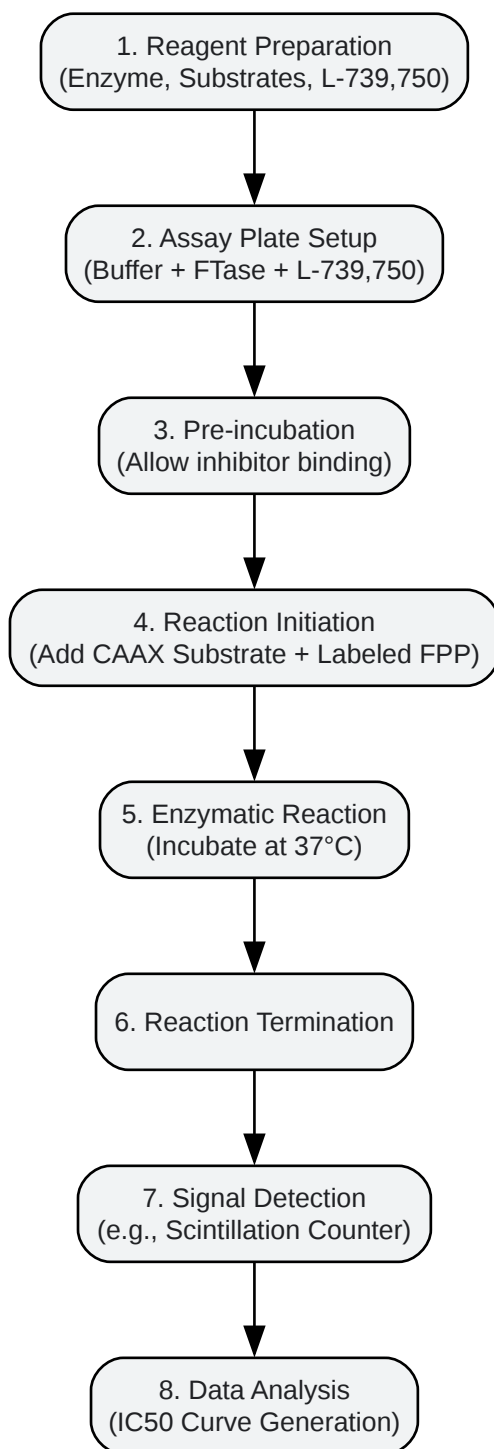 1. Reagent Preparation
(Enzyme, Substrates, L-739,750)
2. Assay Plate Setup
(Buffer + FTase + L-739,750)
3. Pre-incubation
(Allow inhibitor binding)
4. Reaction Initiation
(Add CAAX Substrate + Labeled FPP)
5. Enzymatic Reaction
(Incubate at 37°C)
6. Reaction Termination
7. Signal Detection
(e.g., Scintillation Counter)
8. Data Analysis
(IC50 Curve Generation)